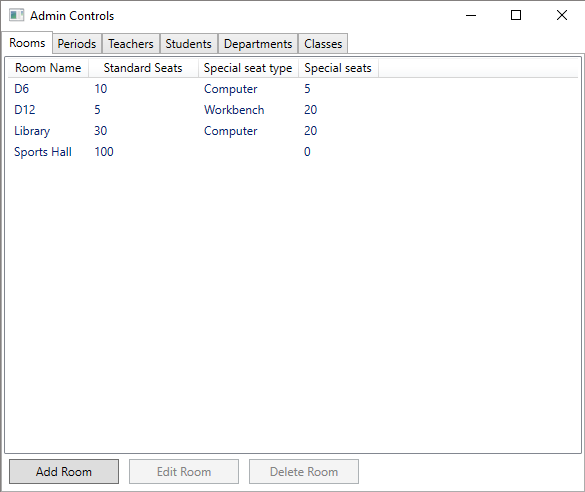 Admin Controls
Rooms Periods Teachers Students Departments Classes
Room Name Standard Seats Special seat type Special seats
D6 10 Computer 5
D12 5 Workbench 20
Library 30 Computer 20
Sports Hall 100 0
Add Room Edit Room Delete Room